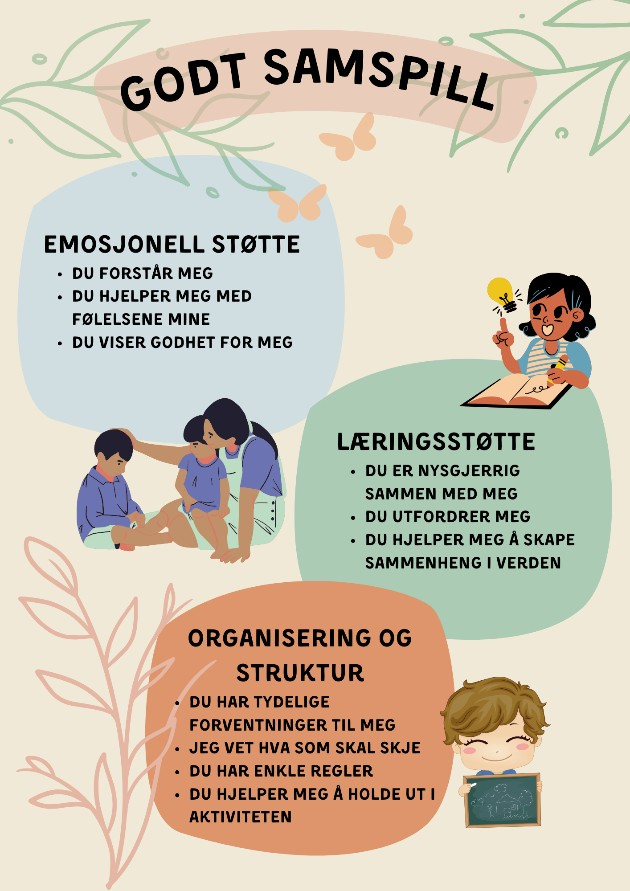 GODT SAMSPILL
EMOSJONELL STØTTE
• DU FORSTÅR MEG
• DU HJELPER MEG MED
FØLELSENE MINE
• DU VISER GODHET FOR MEG
LÆRINGSSTØTTE
• DU ER NYSGJERRIG
SAMMEN MED MEG
• DU UTFORDRER MEG
• DU HJELPER MEG Å SKAPE
SAMMENHENG I VERDEN
ORGANISERING OG
STRUKTUR
• DU HAR TYDELIGE
FORVENTNINGER TIL MEG
• JEG VET HVA SOM SKAL SKJE
• DU HAR ENKLE REGLER
• DU HJELPER MEG Å HOLDE UT I
AKTIVITETEN